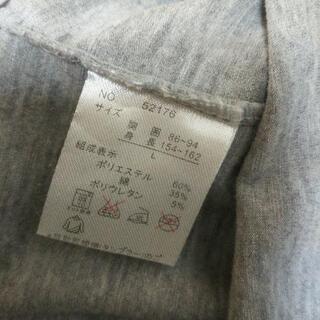 NO. 52176
サイズ
胸 囲 86-94
身 長 154-162
L
組成表示
ポリエステル 60%
綿 35%
ポリウレタン 5%